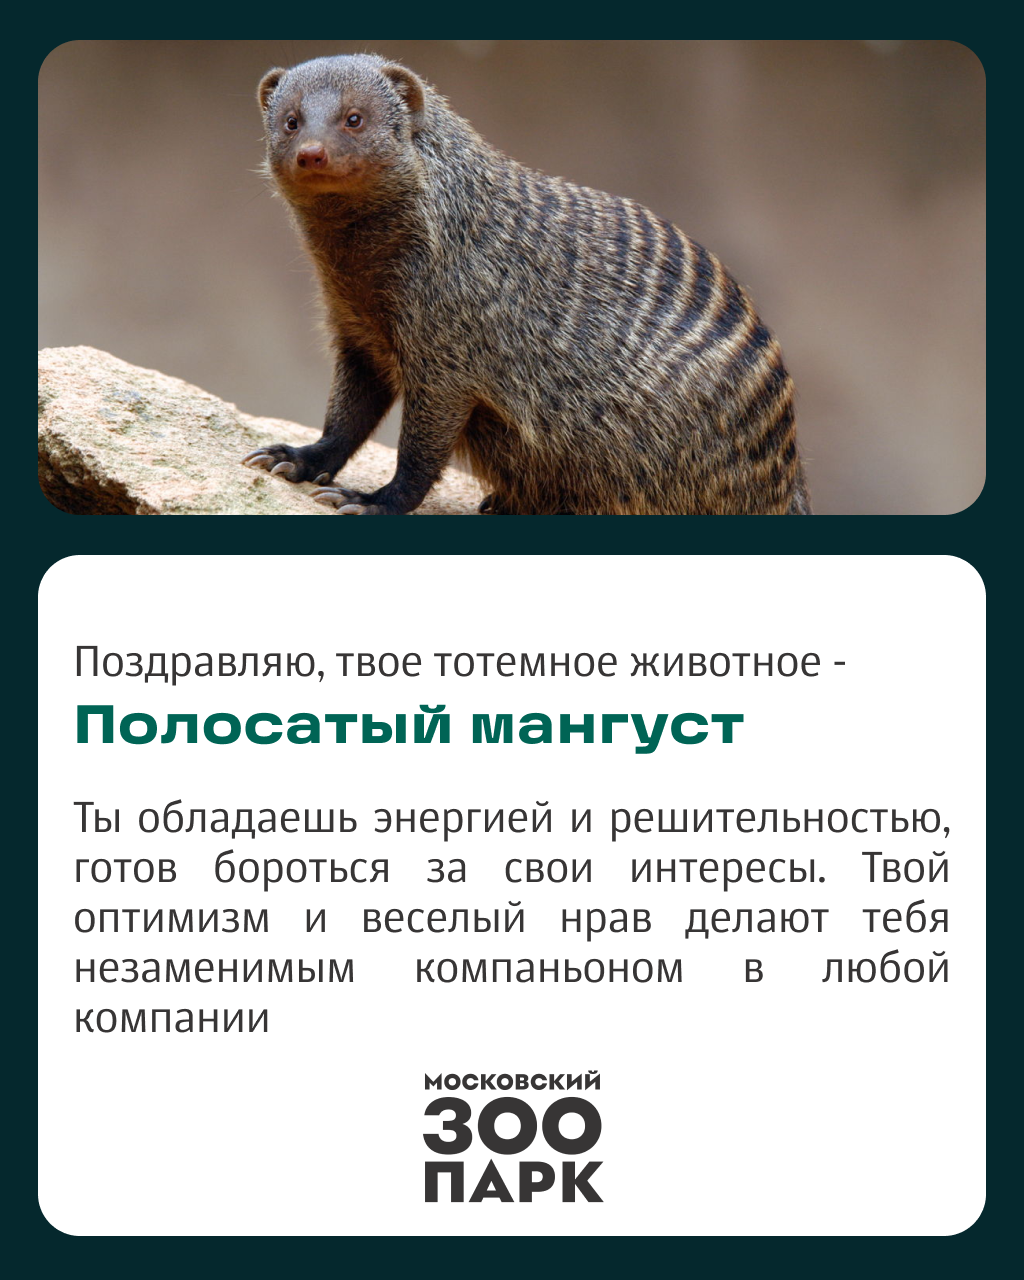 Поздравляю, твое тотемное животное -
Полосатый мангуст
Ты обладаешь энергией и решительностью,
готов бороться за свои интересы. Твой
оптимизм и веселый нрав делают тебя
незаменимым компаньоном в любой
компании
МОСКОВСКИЙ
ЗОО
ПАРК